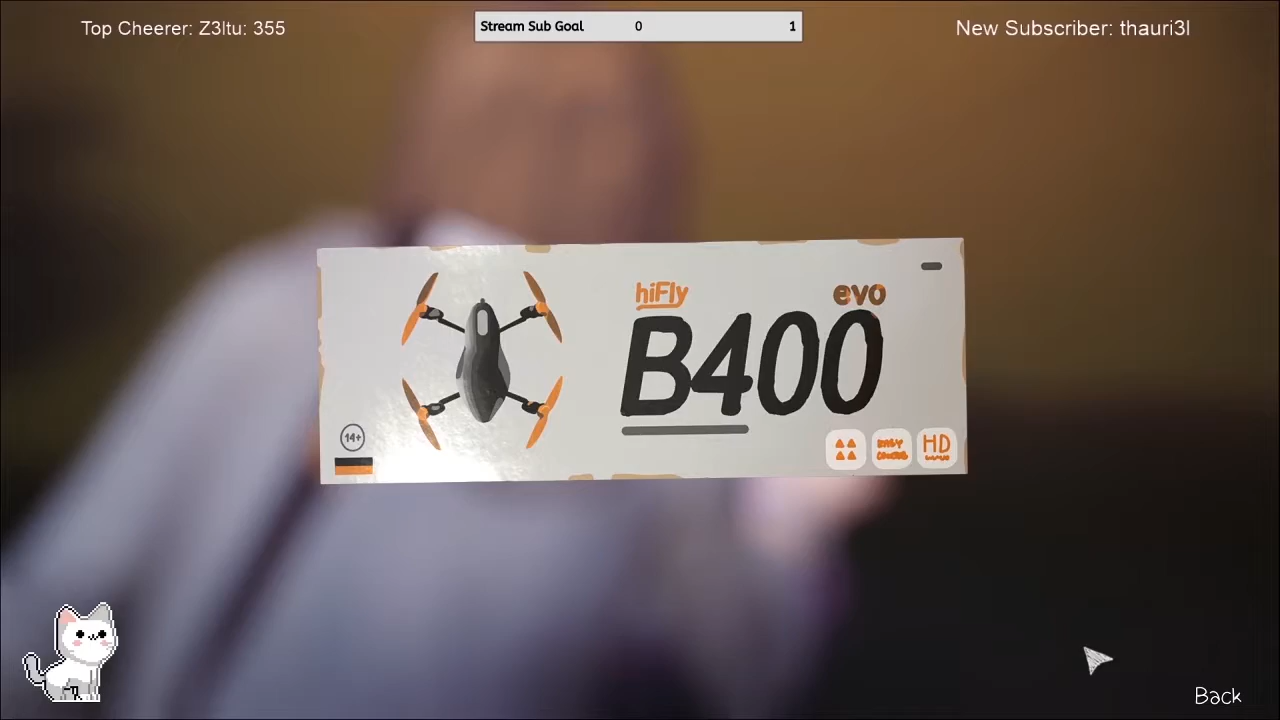 Top Cheerer: Z3ltu: 355
Stream Sub Goal 0 1
New Subscriber: thauri3l
hiFly evo
B400
14+
HD
Back